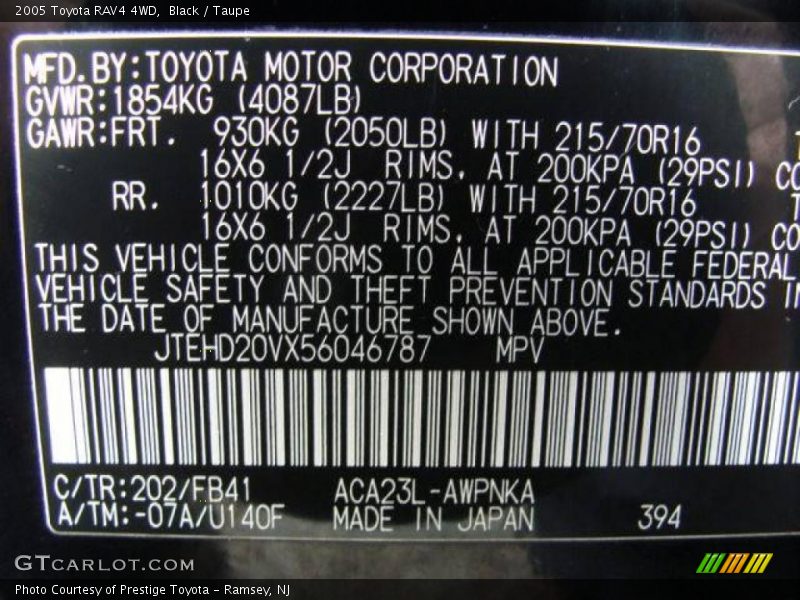 2005 Toyota RAV4 4WD, Black / Taupe
MFD.BY:TOYOTA MOTOR CORPORATION
GVWR:1854KG (4087LB)
GAWR:FRT. 930KG (2050LB) WITH 215/70R16 T
16X6 1/2J RIMS, AT 200KPA (29PSI) CO
RR. 1010KG (2227LB) WITH 215/70R16 T
16X6 1/2J RIMS, AT 200KPA (29PSI) CO
THIS VEHICLE CONFORMS TO ALL APPLICABLE FEDERAL
VEHICLE SAFETY AND THEFT PREVENTION STANDARDS IN
THE DATE OF MANUFACTURE SHOWN ABOVE.
JTEHD20VX56046787 MPV
C/TR:202/FB41 ACA23L-AWPNKA
A/TM:-07A/U140F MADE IN JAPAN 394
GTCARLOT.COM
Photo Courtesy of Prestige Toyota - Ramsey, NJ